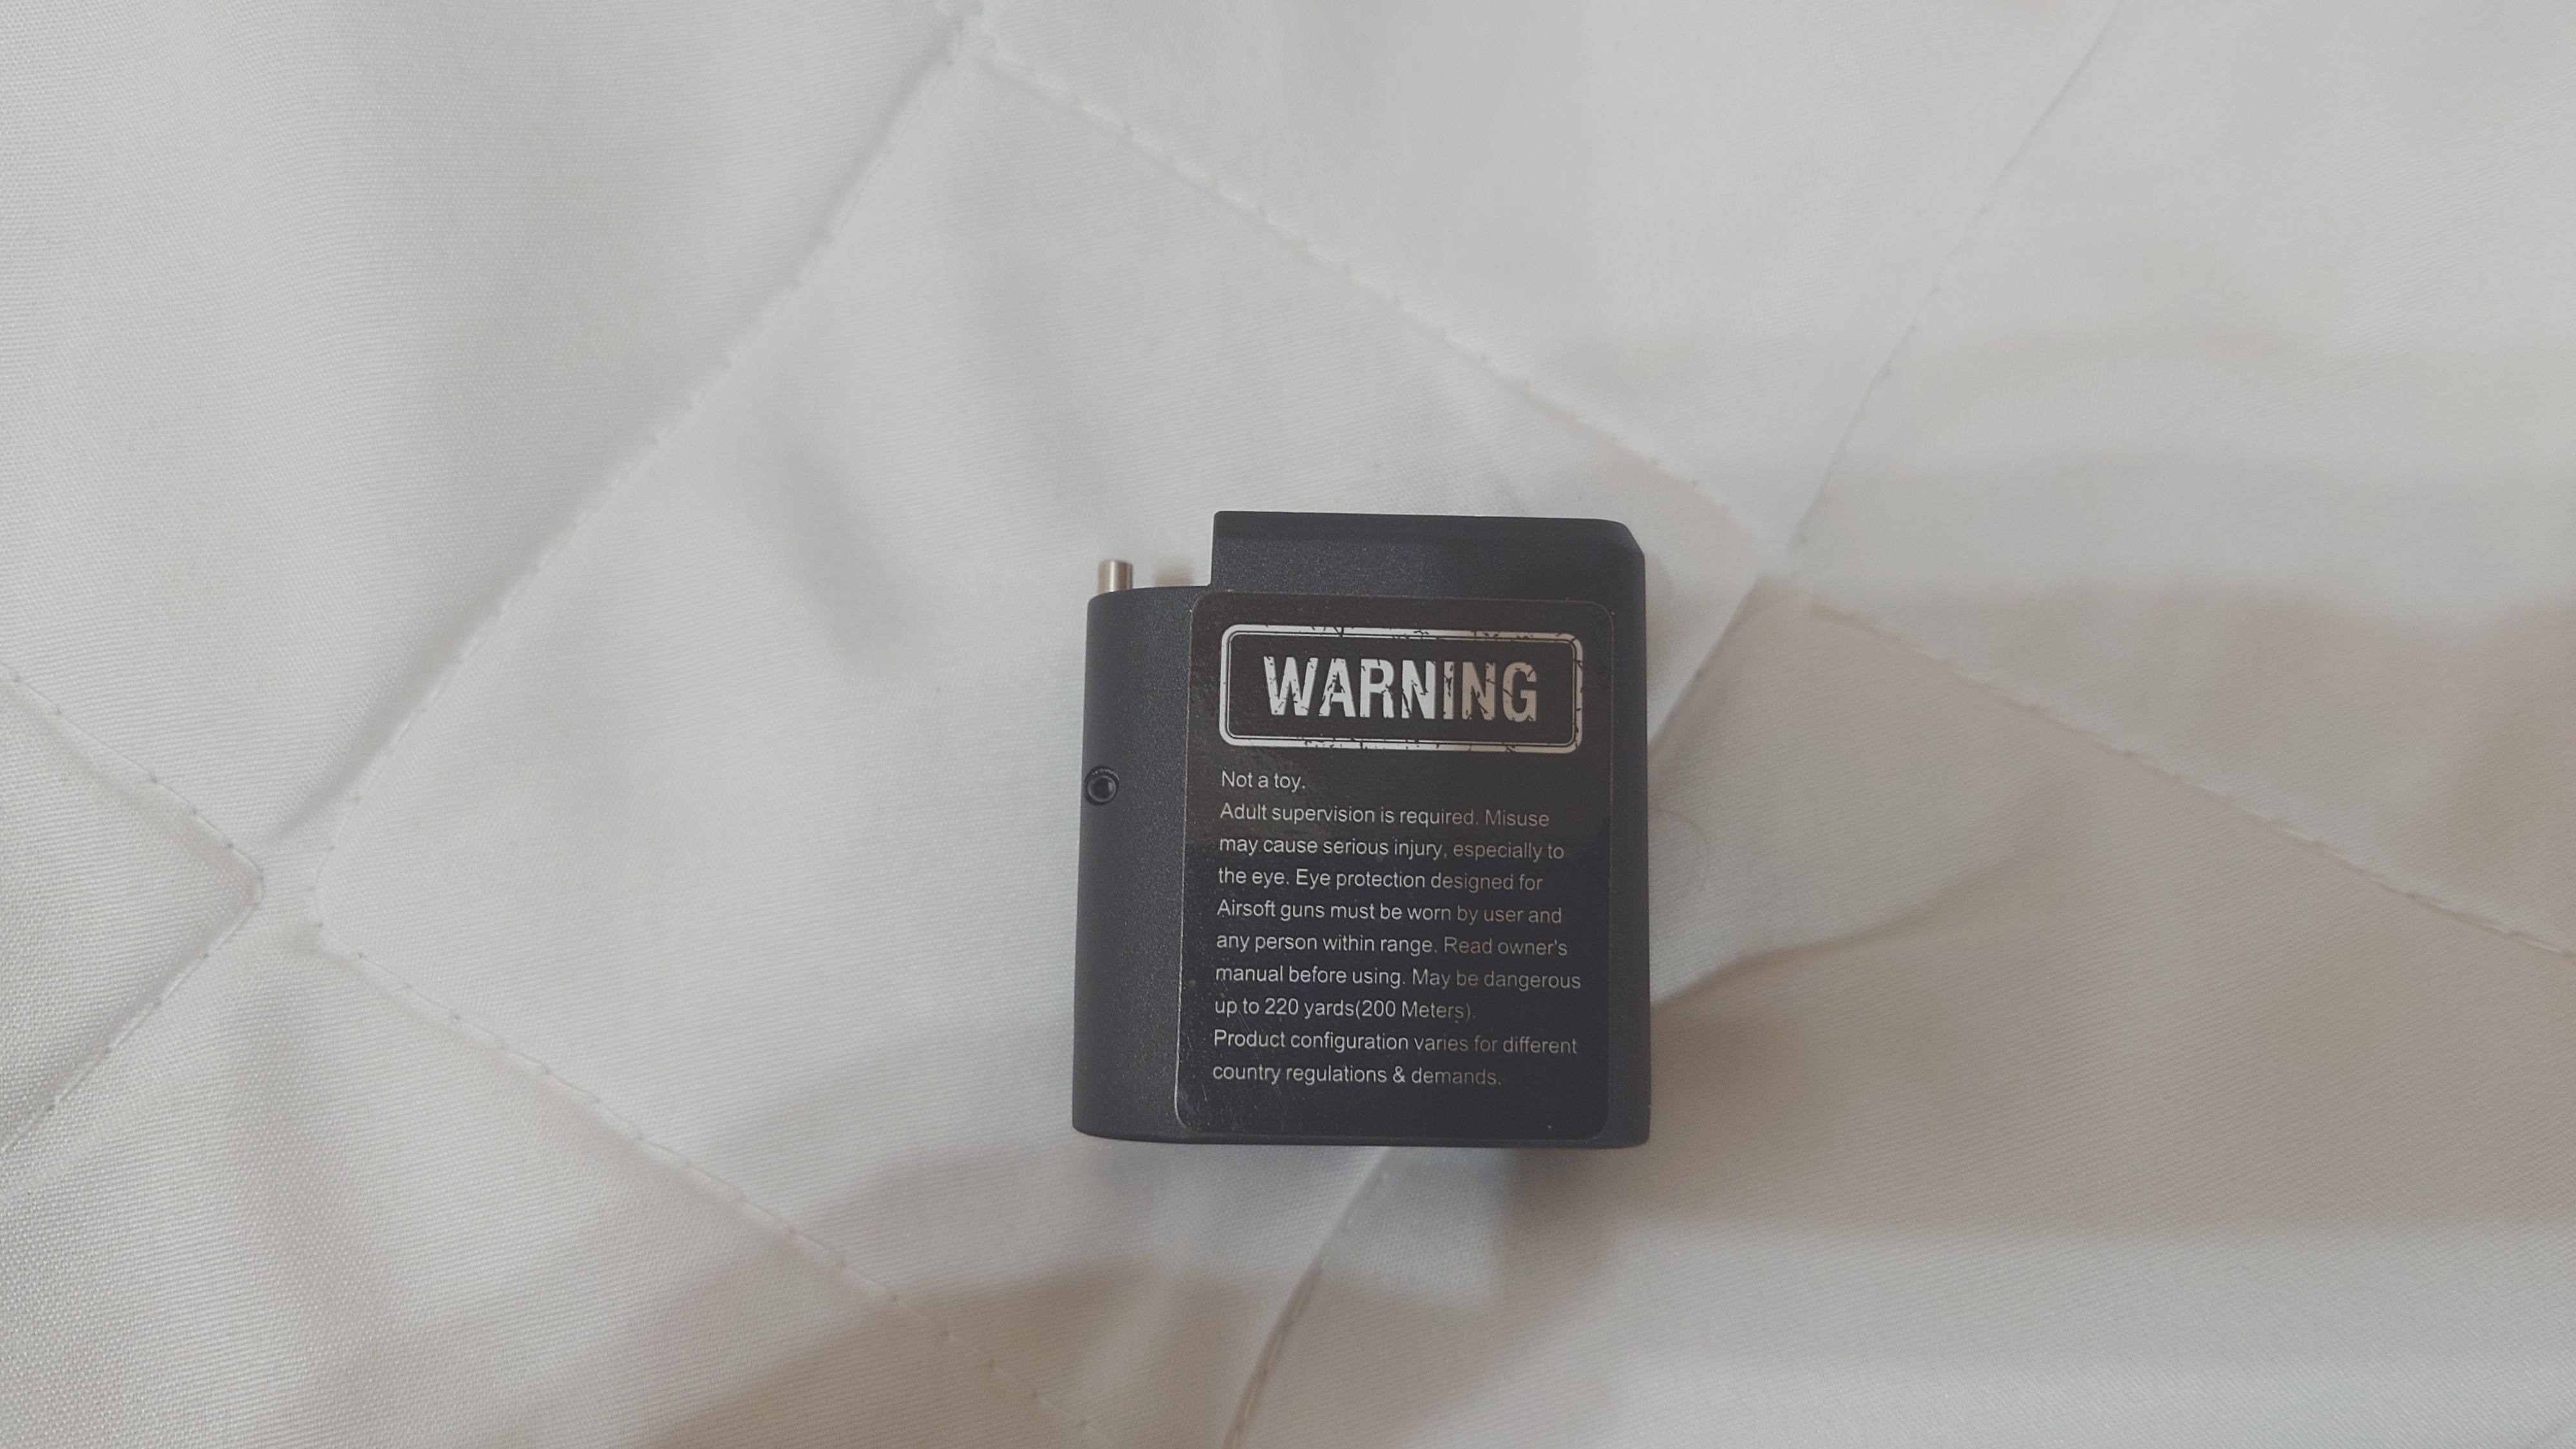 WARNING
Not a toy.
Adult supervision is required. Misuse
may cause serious injury, especially to
the eye. Eye protection designed for
Airsoft guns must be worn by user and
any person within range. Read owner's
manual before using. May be dangerous
up to 220 yards(200 Meters).
Product configuration varies for different
country regulations & demands.